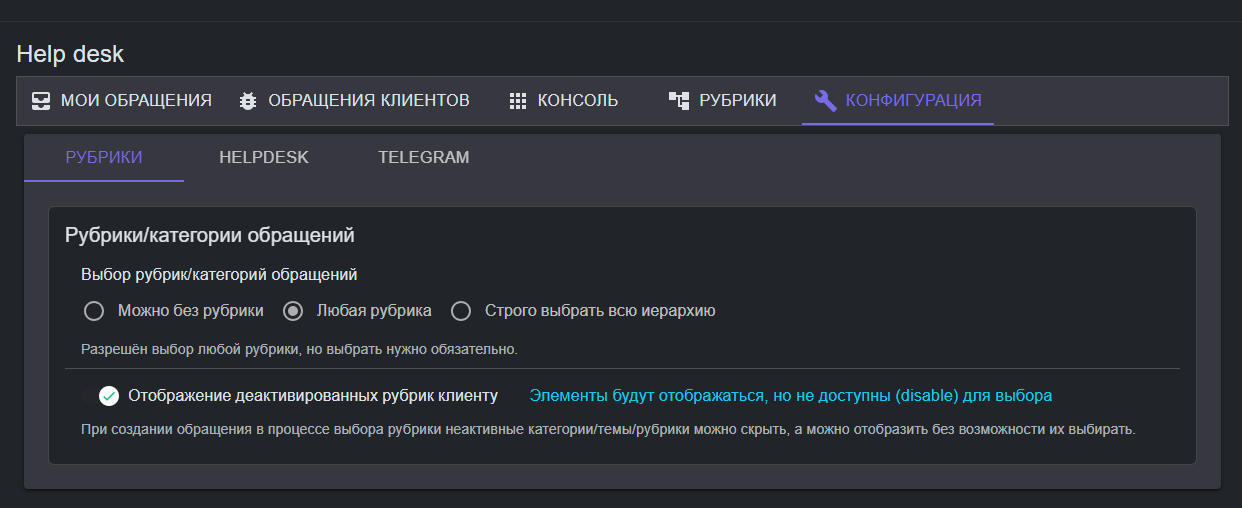 Help desk
МОИ ОБРАЩЕНИЯ ОБРАЩЕНИЯ КЛИЕНТОВ КОНСОЛЬ РУБРИКИ КОНФИГУРАЦИЯ
РУБРИКИ HELPDESK TELEGRAM
Рубрики/категории обращений
Выбор рубрик/категорий обращений
Можно без рубрики Любая рубрика Строго выбрать всю иерархию
Разрешён выбор любой рубрики, но выбрать нужно обязательно.
Отображение деактивированных рубрик клиенту Элементы будут отображаться, но не доступны (disable) для выбора
При создании обращения в процессе выбора рубрики неактивные категории/темы/рубрики можно скрыть, а можно отобразить без возможности их выбирать.